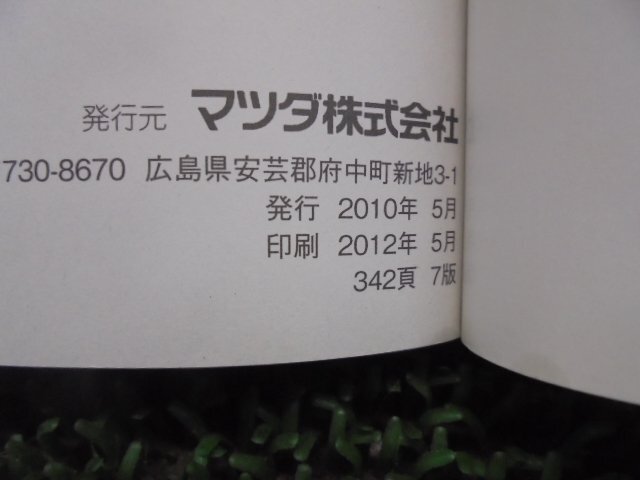 発行元 マツダ株式会社
730-8670 広島県安芸郡府中町新地3-1
発行 2010年 5月
印刷 2012年 5月
342頁 7版